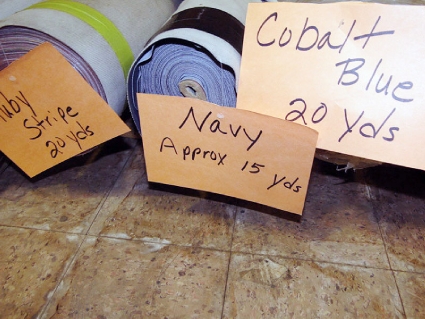 Stripe
20 yds
Navy
Approx 15 yds
Cobalt
Blue
20 yds